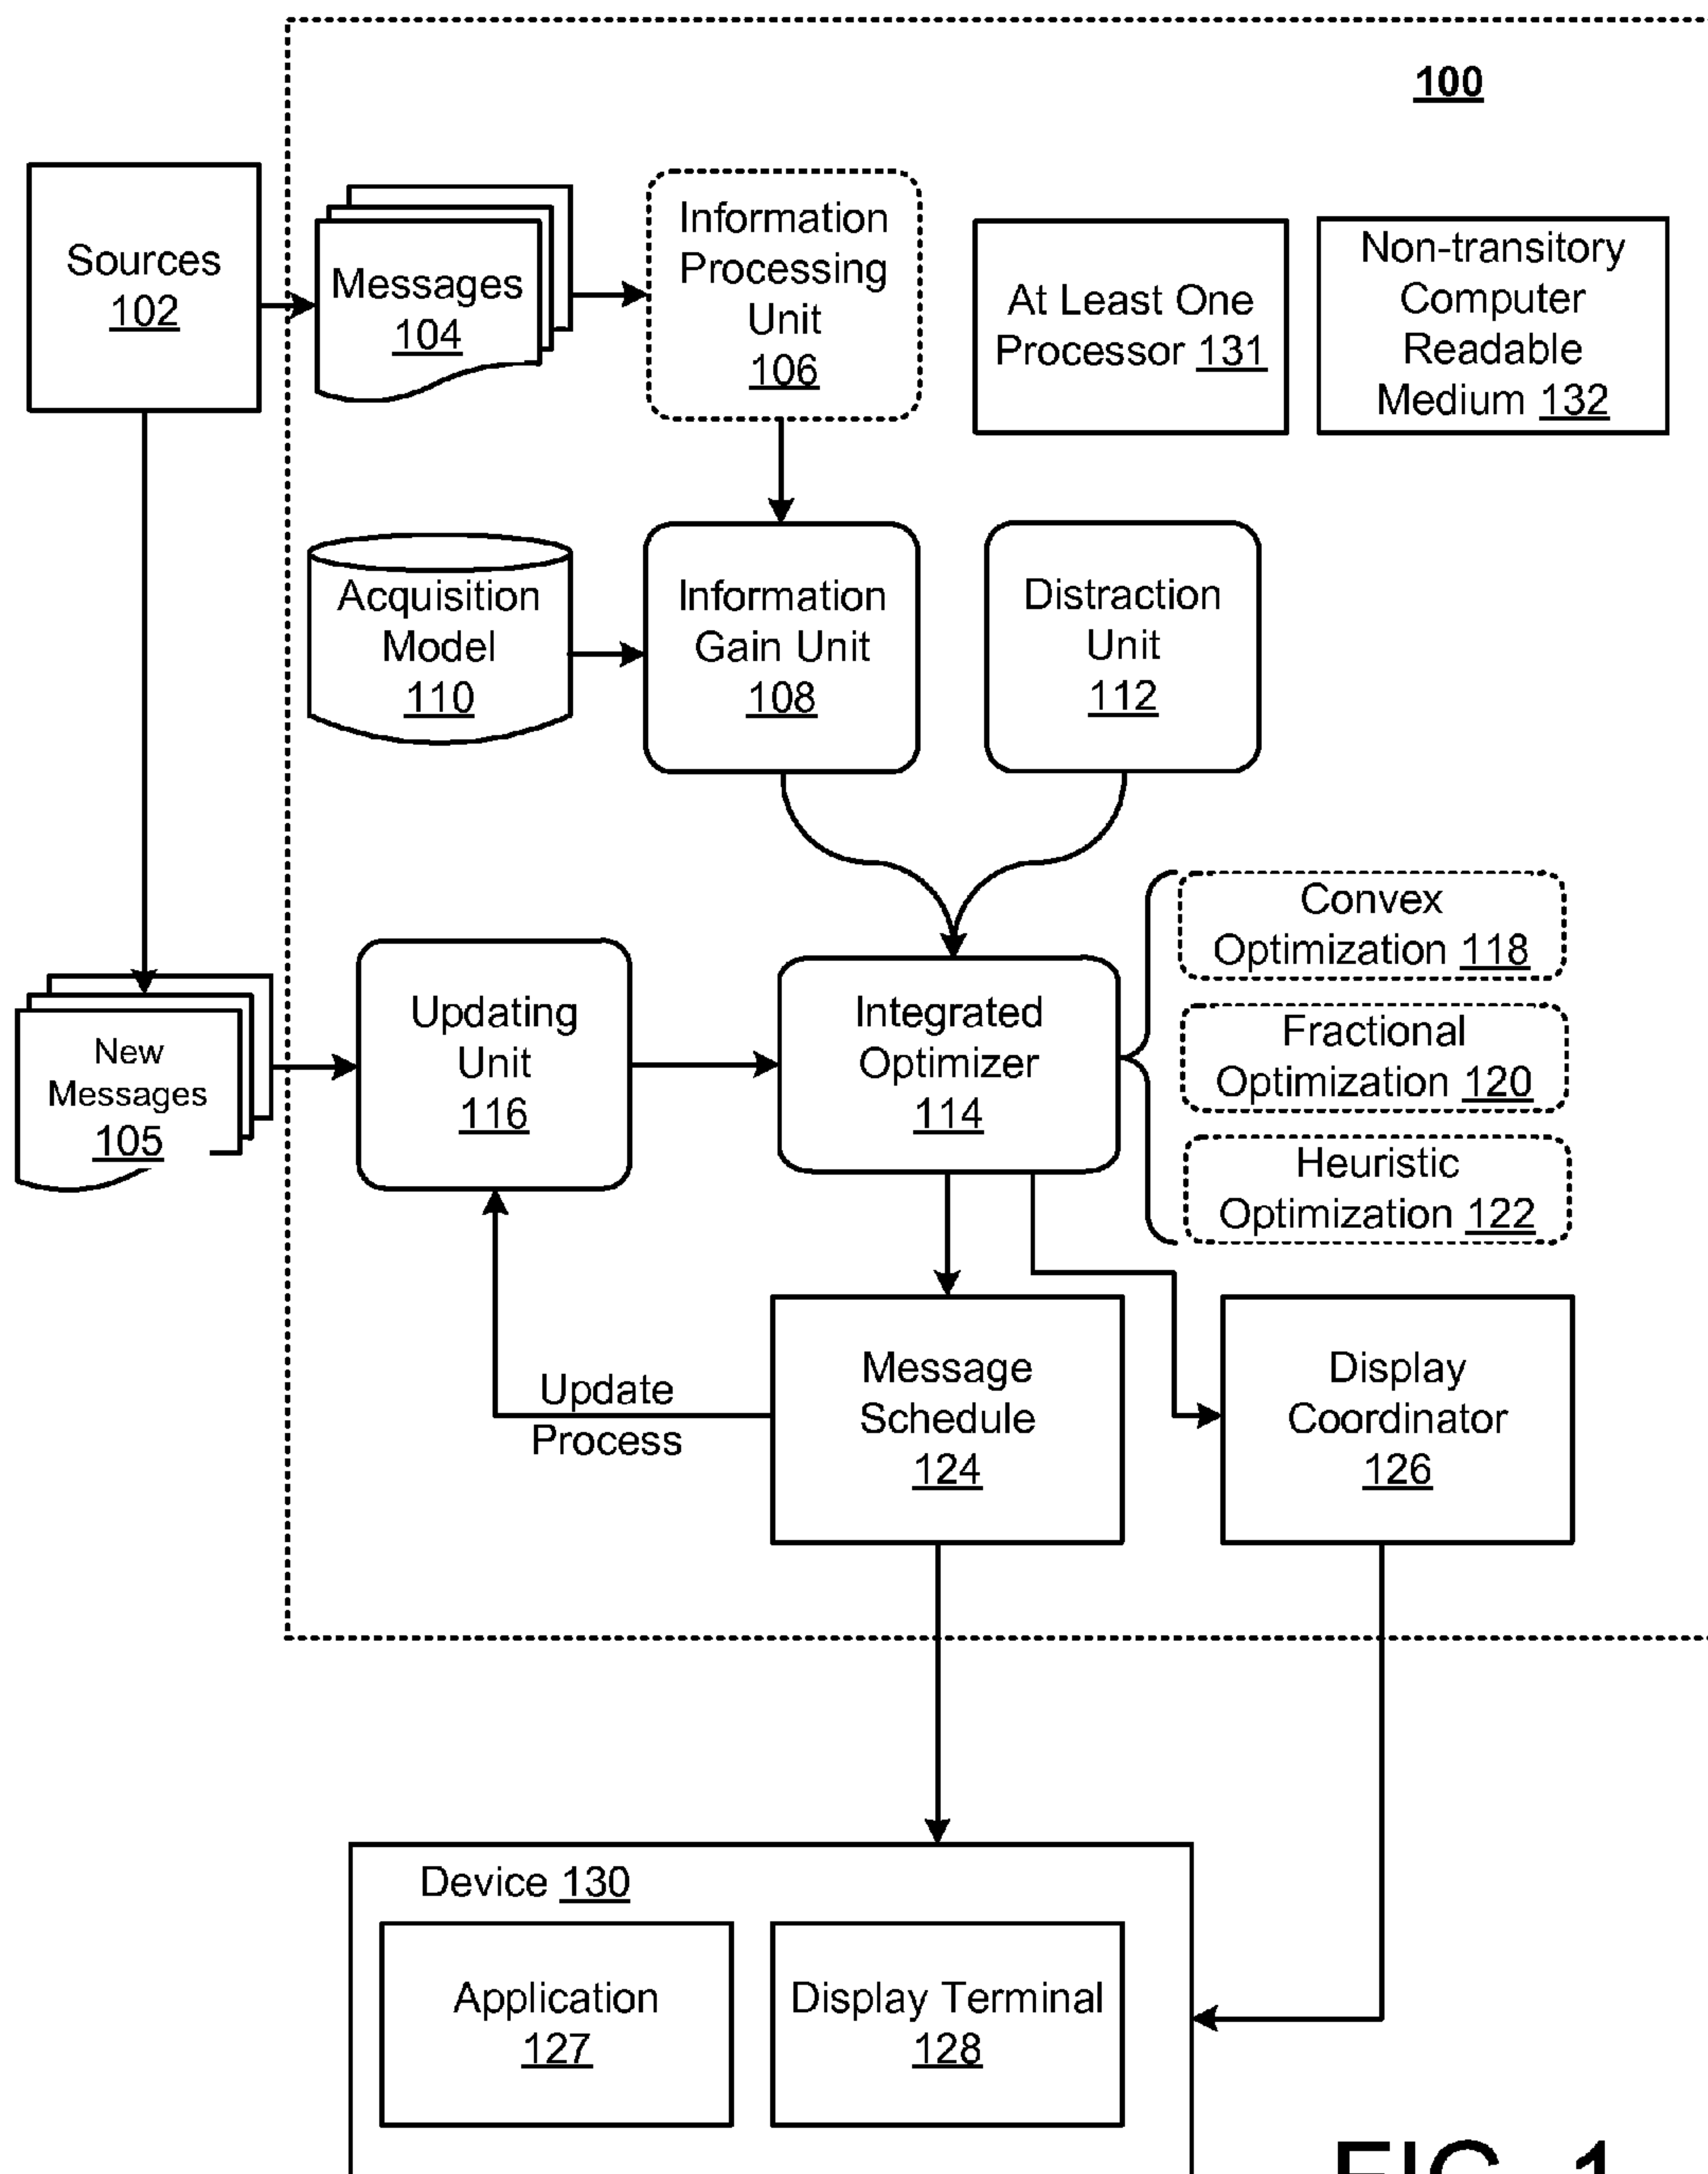 100
Sources
102
Messages
104
Information
Processing
Unit
106
At Least One
Processor 131
Non-transitory
Computer
Readable
Medium 132
Acquisition
Model
110
Information
Gain Unit
108
Distraction
Unit
112
New
Messages
105
Updating
Unit
116
Integrated
Optimizer
114
Convex
Optimization 118
Fractional
Optimization 120
Heuristic
Optimization 122
Update
Process
Message
Schedule
124
Display
Coordinator
126
Device 130
Application
127
Display Terminal
128
FIG. 1